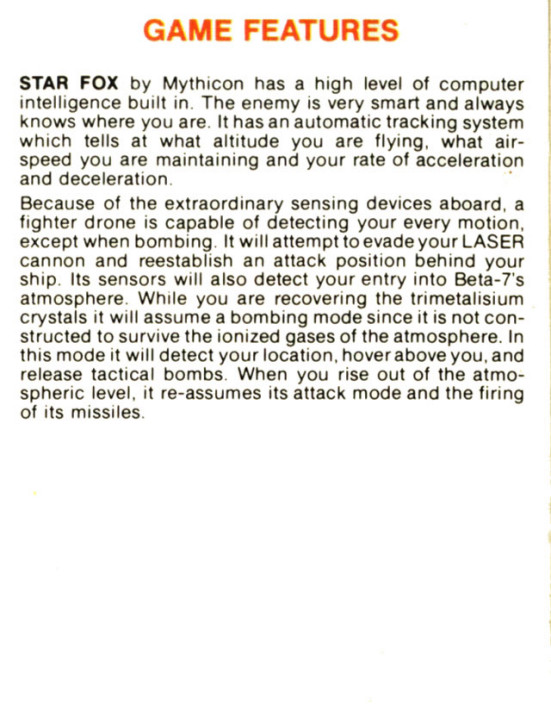 GAME FEATURES
STAR FOX by Mythicon has a high level of computer
intelligence built in. The enemy is very smart and always
knows where you are. It has an automatic tracking system
which tells at what altitude you are flying, what air-
speed you are maintaining and your rate of acceleration
and deceleration.
Because of the extraordinary sensing devices aboard, a
fighter drone is capable of detecting your every motion,
except when bombing. It will attempt to evade your LASER
cannon and reestablish an attack position behind your
ship. Its sensors will also detect your entry into Beta-7's
atmosphere. While you are recovering the trimetalisium
crystals it will assume a bombing mode since it is not con-
structed to survive the ionized gases of the atmosphere. In
this mode it will detect your location, hover above you, and
release tactical bombs. When you rise out of the atmo-
spheric level, it re-assumes its attack mode and the firing
of its missiles.